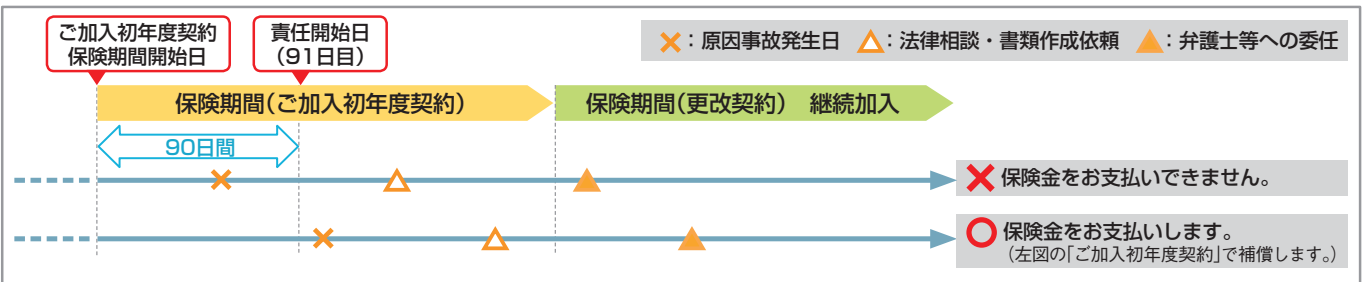 ご加入初年度契約
保険期間開始日
責任開始日
(91日目)
×：原因事故発生日 △：法律相談・書類作成依頼 ▲：弁護士等への委任
保険期間(ご加入初年度契約)
保険期間(更改契約) 継続加入
90日間
×保険金をお支払いできません。
○保険金をお支払いします。
(左図の「ご加入初年度契約」で補償します。)